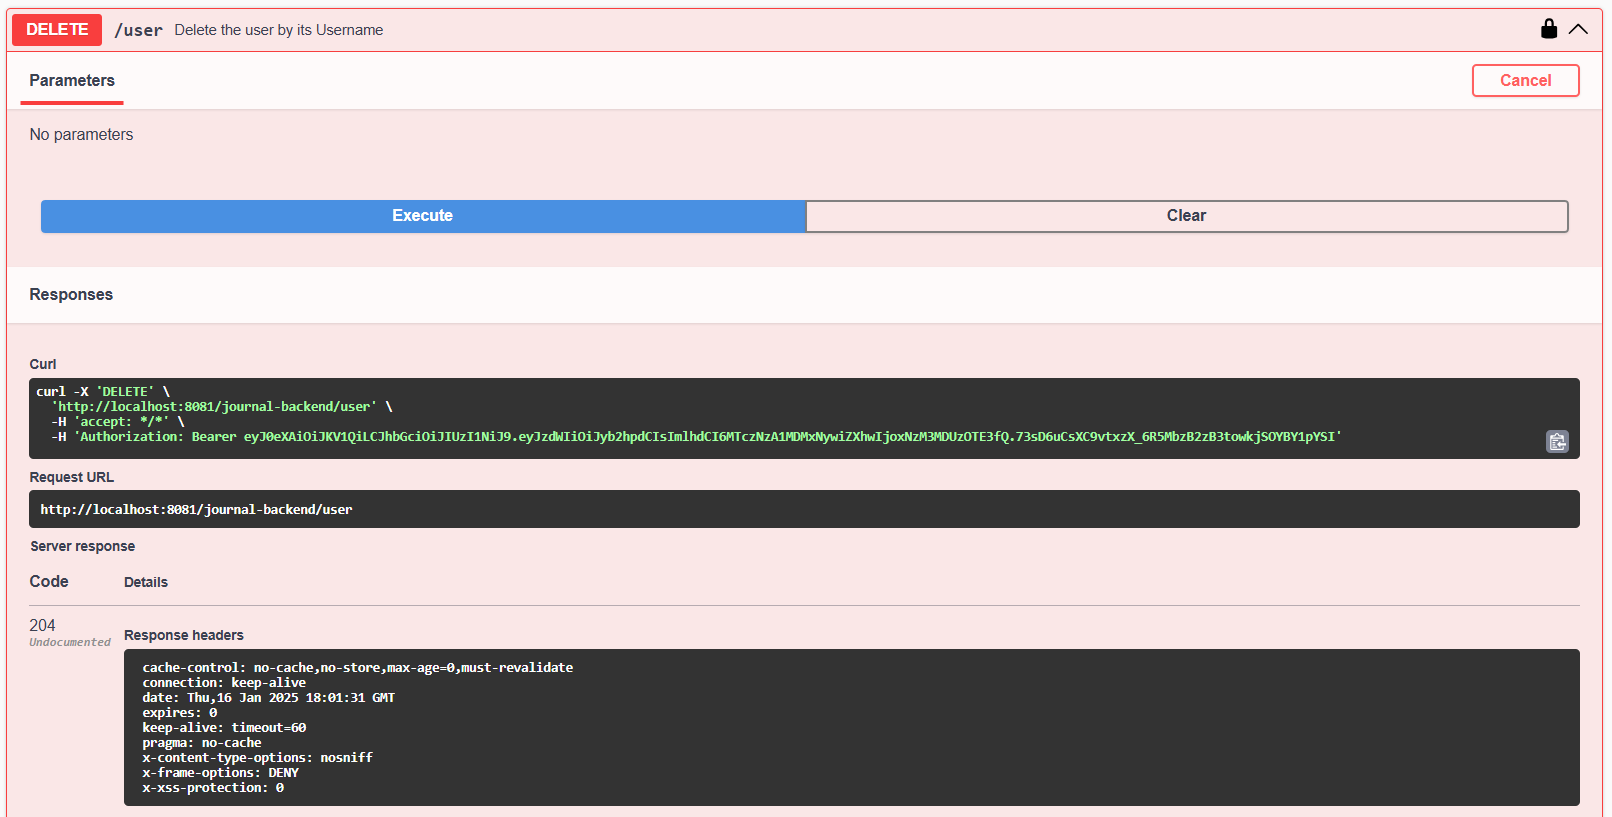 DELETE /user Delete the user by its Username
Parameters
Cancel
No parameters
Execute
Clear
Responses
Curl
curl -X 'DELETE' \
'http://localhost:8081/journal-backend/user' \
-H 'accept: */*' \
-H 'Authorization: Bearer eyJ0eXAiOiJKV1QiLCJhbGciOiJIUzI1NiJ9.eyJzdWIiOiJyb2hpdCIsImlhdCI6MTczNzA1MDMxNywiZXhwIjoxNzM3MDUzOTE3fQ.73sD6uCsXC9vtxzX_6R5MbzB2zB3towkjSOYBY1pYSI'
Request URL
http://localhost:8081/journal-backend/user
Server response
Code Details
204
Undocumented
Response headers
cache-control: no-cache,no-store,max-age=0,must-revalidate
connection: keep-alive
date: Thu,16 Jan 2025 18:01:31 GMT
expires: 0
keep-alive: timeout=60
pragma: no-cache
x-content-type-options: nosniff
x-frame-options: DENY
x-xss-protection: 0